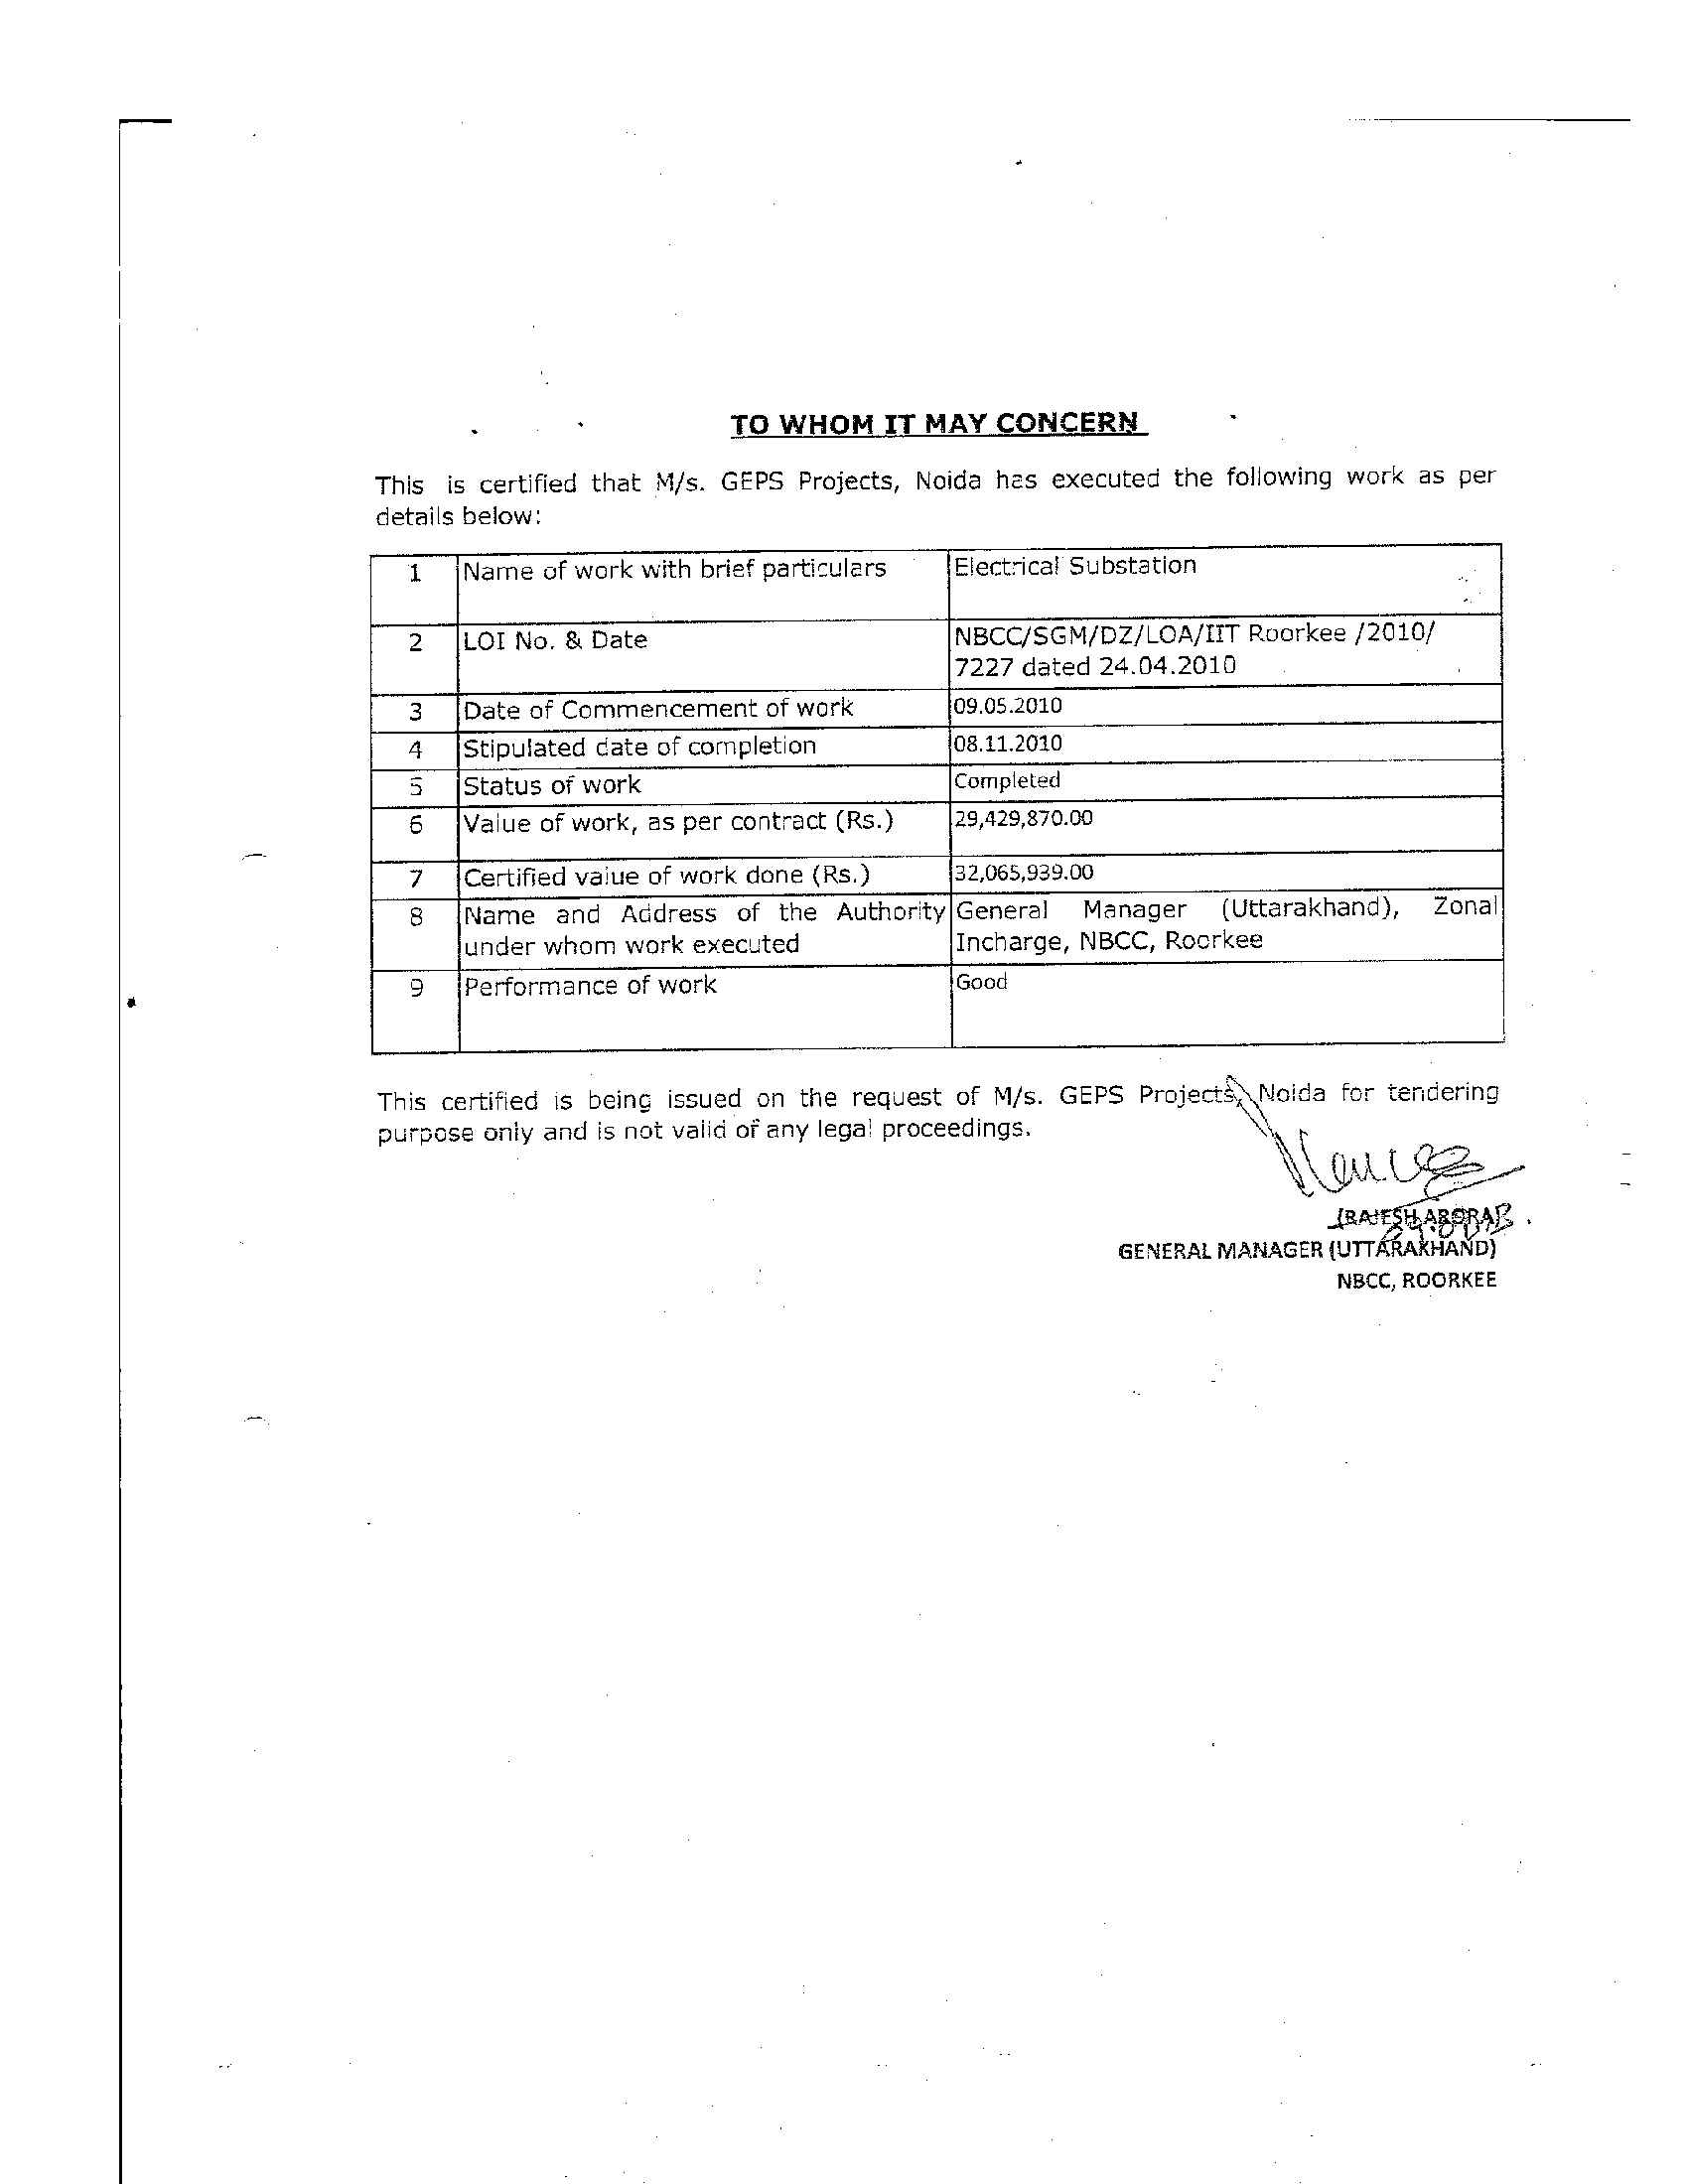 TO WHOM IT MAY CONCERN
This is certified that M/s. GEPS Projects, Noida has executed the following work as per
details below:
1 Name of work with brief particulars Electrical Substation
2 LOI No. & Date NBCC/SGM/DZ/LOA/IIT Roorkee /2010/
7227 dated 24.04.2010
3 Date of Commencement of work 09.05.2010
4 Stipulated date of completion 08.11.2010
5 Status of work Completed
6 Value of work, as per contract (Rs.) 29,429,870.00
7 Certified value of work done (Rs.) 32,065,939.00
8 Name and Address of the Authority General Manager (Uttarakhand), Zonal
under whom work executed Incharge, NBCC, Roorkee
9 Performance of work Good
This certified is being issued on the request of M/s. GEPS Projects, Noida for tendering
purpose only and is not valid of any legal proceedings.
(RAJESH ARORA)
GENERAL MANAGER (UTTARAKHAND)
NBCC, ROORKEE